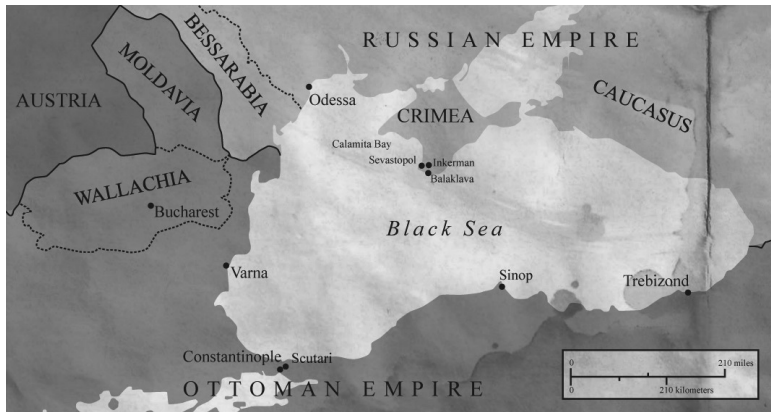 RUSSIAN EMPIRE
BESSARABIA
MOLDAVIA
AUSTRIA
Odessa
CAUCASUS
CRIMEA
Calamita Bay
Sevastopol
Inkerman
Balaklava
WALLACHIA
Bucharest
Black Sea
Varna
Sinop
Trebizond
Constantinople
Scutari
OTTOMAN EMPIRE
0
210 miles
0
210 kilometers